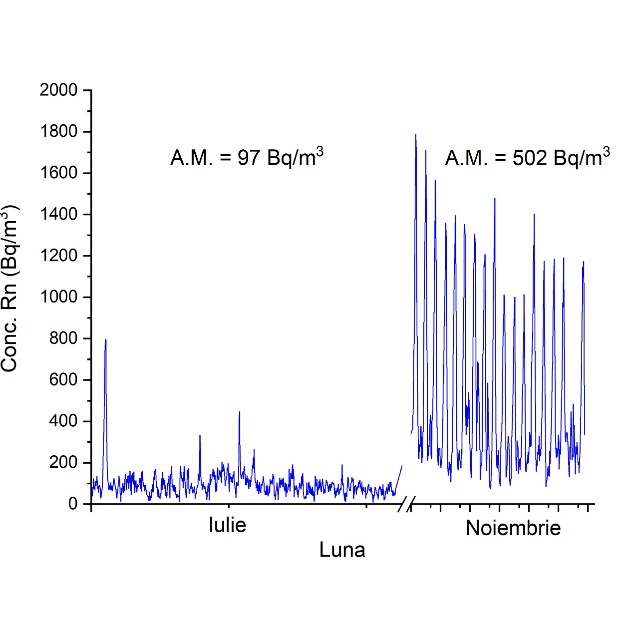 2000
1800
1600
1400
1200
1000
800
600
400
200
0
Conc. Rn (Bq/m³)
A.M. = 97 Bq/m³
A.M. = 502 Bq/m³
Iulie
Noiembrie
Luna